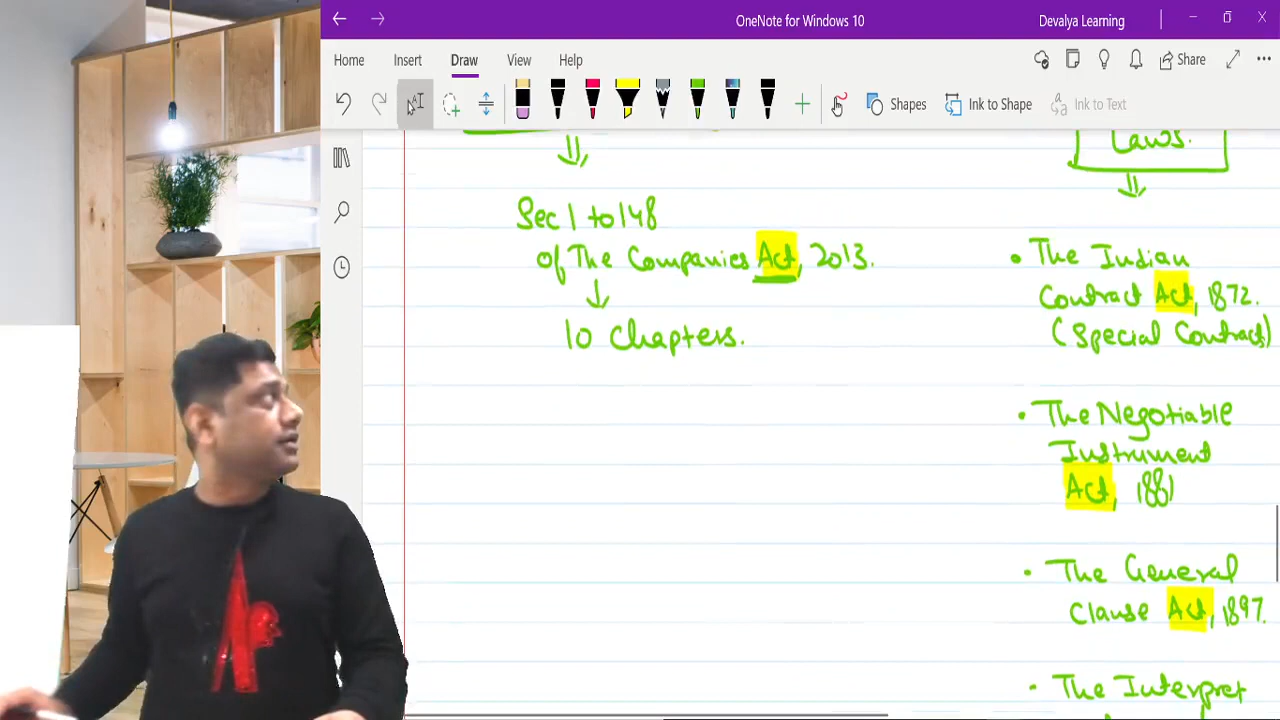 OneNote for Windows 10
Devalya Learning
Home
Insert
Draw
View
Help
Share
Shapes
Ink to Shape
Ink to Text
Laws.
Sec 1 to 148
of The Companies Act, 2013.
10 Chapters.
• The Indian
Contract Act, 1872.
(Special Contract)
• The Negotiable
Instrument
Act, 1881
• The General
Clause Act, 1897.
• The Interpret